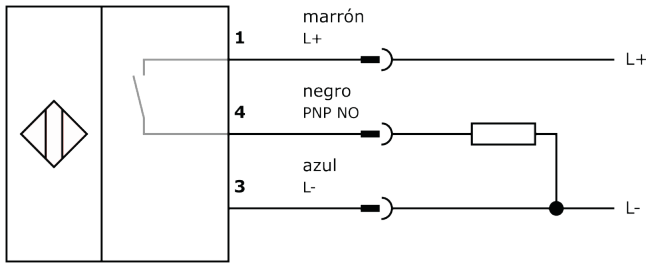 marrón
1
L+
L+
negro
4
PNP NO
azul
3
L-
L-